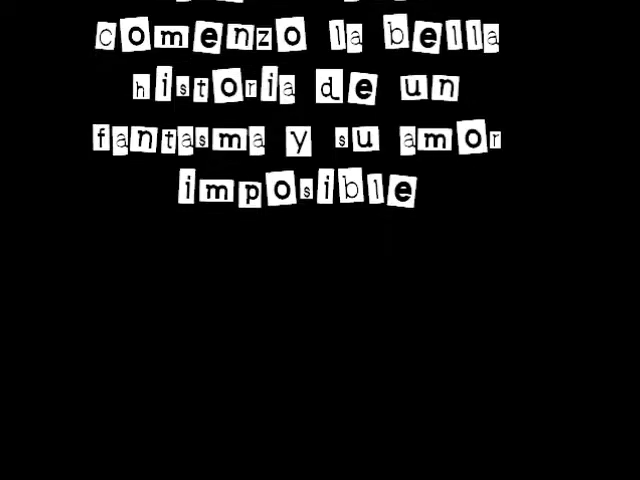 comenzo la bella
historia de un
fantasma y su amor
imposible